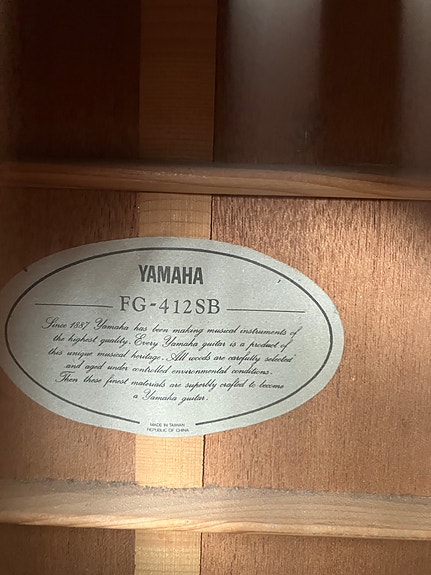 YAMAHA
FG-412SB
Since 1887 Yamaha has been making musical instruments of
the highest quality. Every Yamaha guitar is a product of
this unique musical heritage. All woods are carefully selected
and aged under controlled environmental conditions.
Then these finest materials are superbly crafted to become
a Yamaha guitar.
MADE IN TAIWAN
REPUBLIC OF CHINA